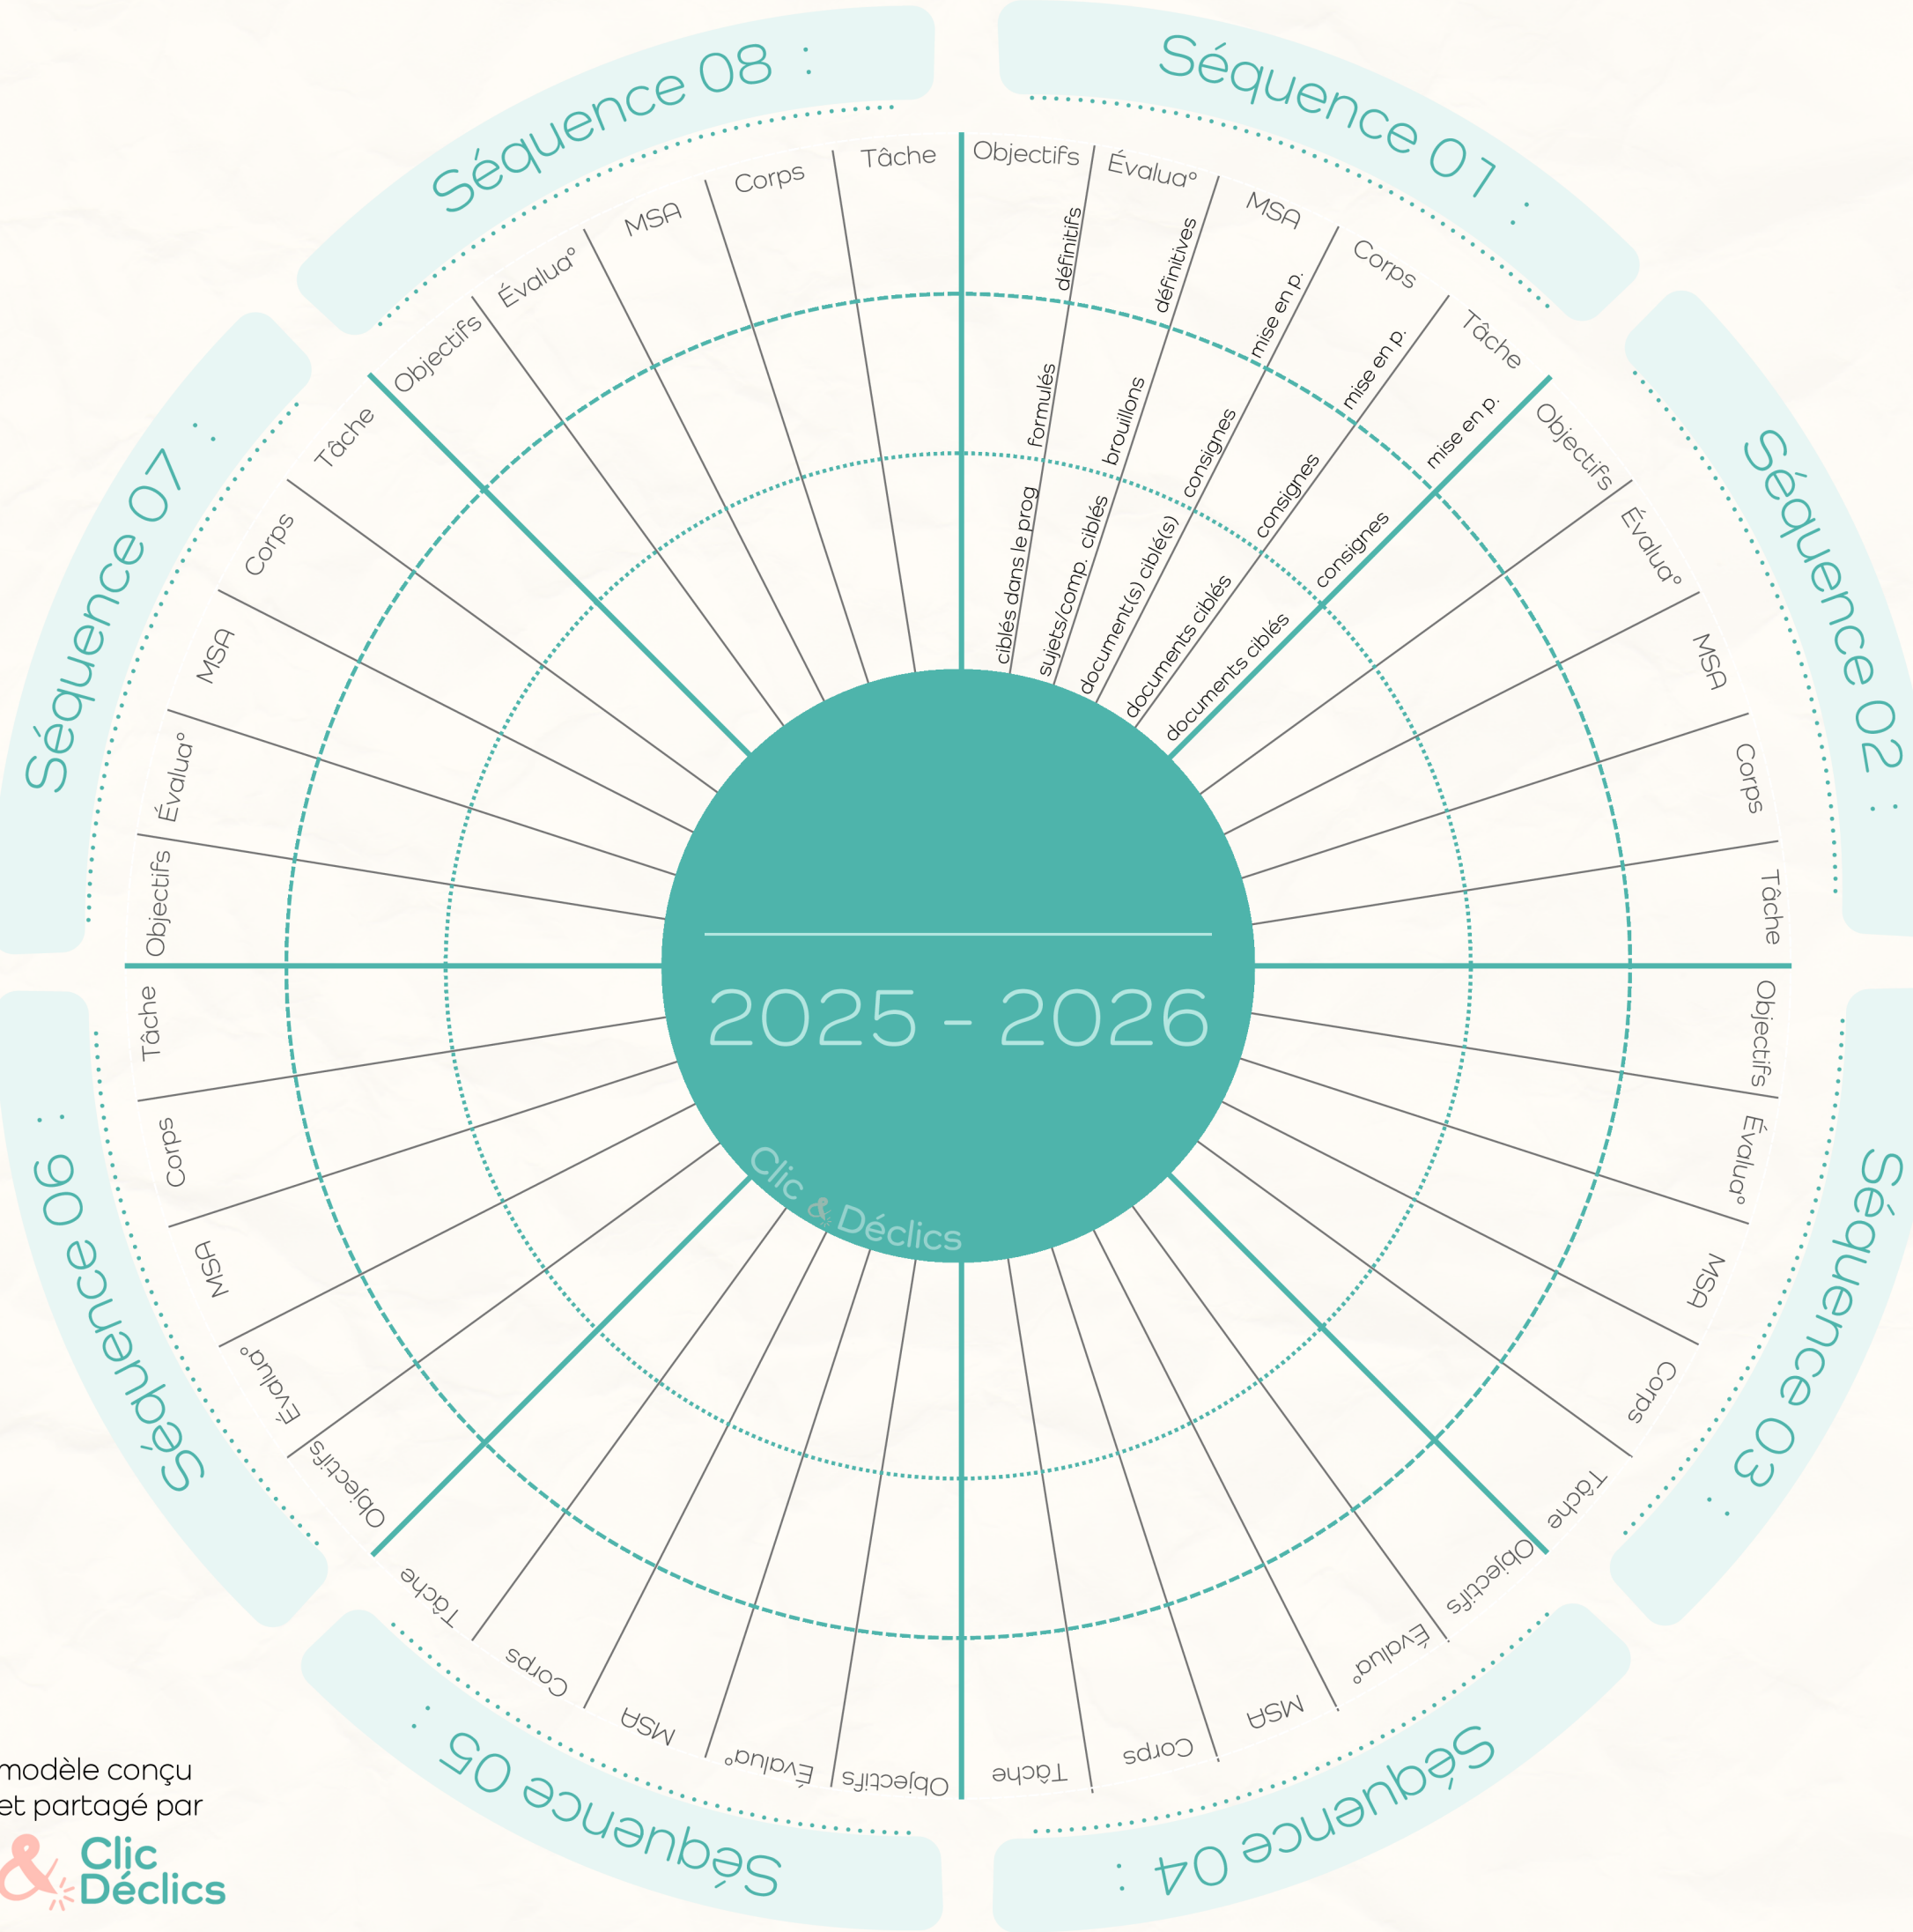 Séquence 01 :
Objectifs
Évalua°
MSA
Corps
Tâche
définitifs
formulés
ciblés dans le prog
définitives
brouillons
sujets/comp. ciblés
mise en p.
consignes
document(s) ciblé(s)
mise en p.
consignes
documents ciblés
mise en p.
consignes
documents ciblés
Séquence 02 :
Objectifs
Évalua°
MSA
Corps
Tâche
Séquence 03 :
Objectifs
Évalua°
MSA
Corps
Tâche
Séquence 04 :
Objectifs
Évalua°
MSA
Corps
Tâche
Séquence 05 :
Objectifs
Évalua°
MSA
Corps
Tâche
Séquence 06 :
Objectifs
Évalua°
MSA
Corps
Tâche
Séquence 07 :
Objectifs
Évalua°
MSA
Corps
Tâche
Séquence 08 :
Objectifs
Évalua°
MSA
Corps
Tâche
2025 - 2026
Clic & Déclics
modèle conçu
et partagé par
& Clic
Déclics